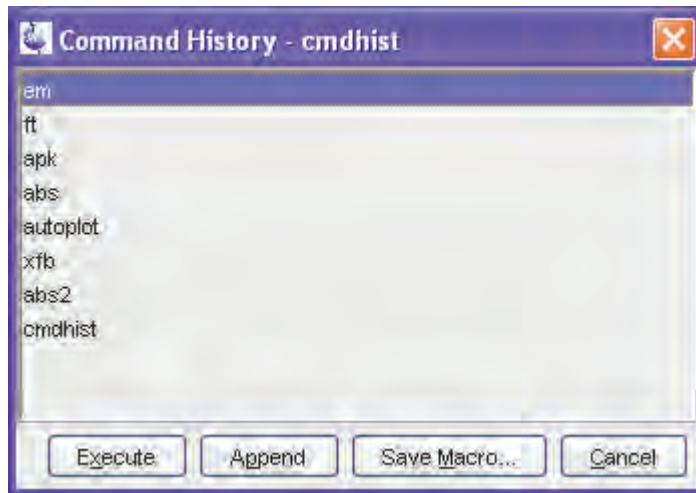 Command History - cmdhist
em
ft
apk
abs
autoplot
xfb
abs2
cmdhist
Execute Append Save Macro... Cancel